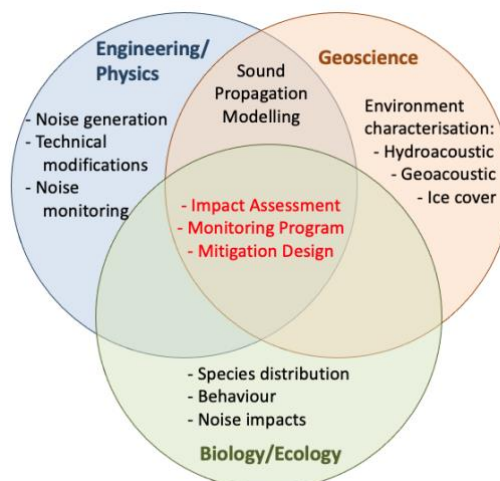 Engineering/
Physics
- Noise generation
- Technical
modifications
- Noise
monitoring
Sound
Propagation
Modelling
Geoscience
Environment
characterisation:
- Hydroacoustic
- Geoacoustic
- Ice cover
- Impact Assessment
- Monitoring Program
- Mitigation Design
- Species distribution
- Behaviour
- Noise impacts
Biology/Ecology